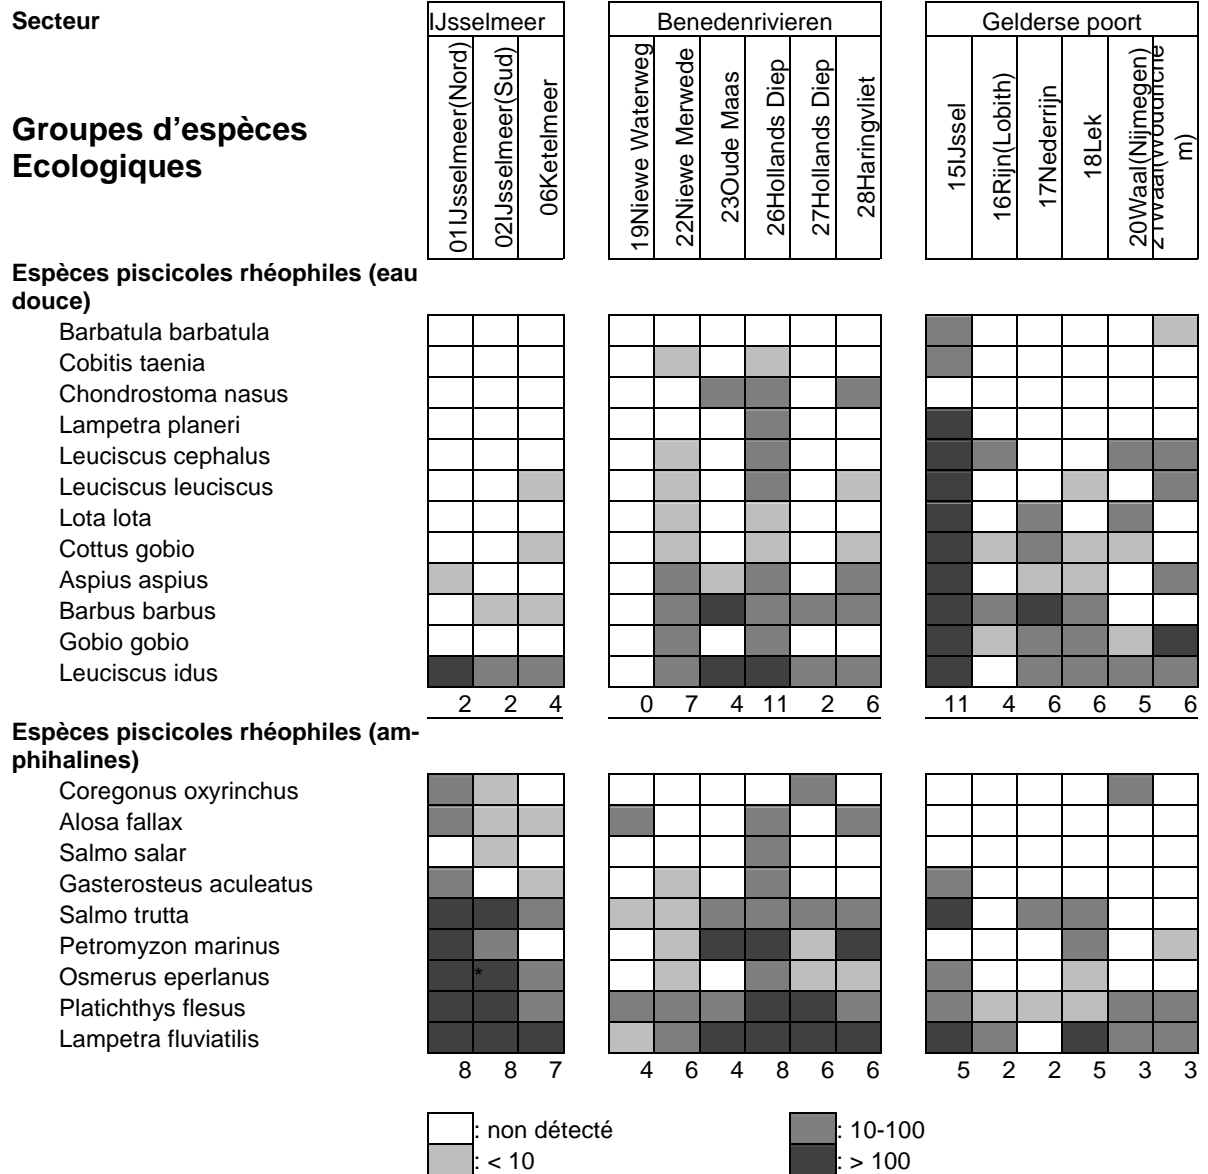 Secteur
IJsselmeer Benedenrivieren Gelderse poort
Groupes d'espèces
Ecologiques
01IJsselmeer(Nord)
02IJsselmeer(Sud)
06Ketelmeer
19Niewe Waterweg
22Niewe Merwede
23Oude Maas
26Hollands Diep
27Hollands Diep
28Haringvliet
15IJssel
16Rijn(Lobith)
17Nederrijn
18Lek
20Waal(Nijmegen)
21Waal(Woudriche
m)
Espèces piscicoles rhéophiles (eau
douce)
Barbatula barbatula
Cobitis taenia
Chondrostoma nasus
Lampetra planeri
Leuciscus cephalus
Leuciscus leuciscus
Lota lota
Cottus gobio
Aspius aspius
Barbus barbus
Gobio gobio
Leuciscus idus
2 2 4 0 7 4 11 2 6 11 4 6 6 5 6
Espèces piscicoles rhéophiles (am-
phihalines)
Coregonus oxyrinchus
Alosa fallax
Salmo salar
Gasterosteus aculeatus
Salmo trutta
Petromyzon marinus
Osmerus eperlanus *
Platichthys flesus
Lampetra fluviatilis
8 8 7 4 6 4 8 6 6 5 2 2 5 3 3
: non détecté : 10-100
: < 10 : > 100